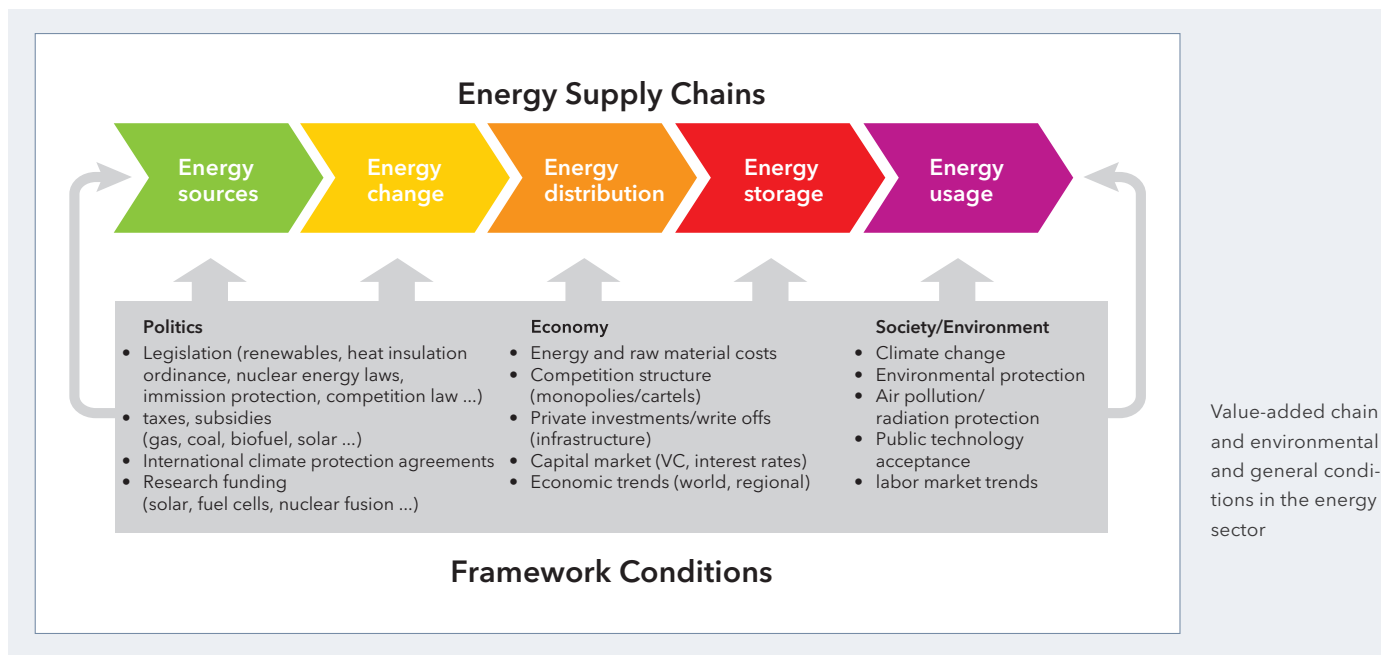 Energy Supply Chains
Energy
sources
Energy
change
Energy
distribution
Energy
storage
Energy
usage
Politics
• Legislation (renewables, heat insulation
ordinance, nuclear energy laws,
immission protection, competition law ...)
• taxes, subsidies
(gas, coal, biofuel, solar ...)
• International climate protection agreements
• Research funding
(solar, fuel cells, nuclear fusion ...)
Economy
• Energy and raw material costs
• Competition structure
(monopolies/cartels)
• Private investments/write offs
(infrastructure)
• Capital market (VC, interest rates)
• Economic trends (world, regional)
Society/Environment
• Climate change
• Environmental protection
• Air pollution/
radiation protection
• Public technology
acceptance
• labor market trends
Framework Conditions
Value-added chain
and environmental
and general condi-
tions in the energy
sector